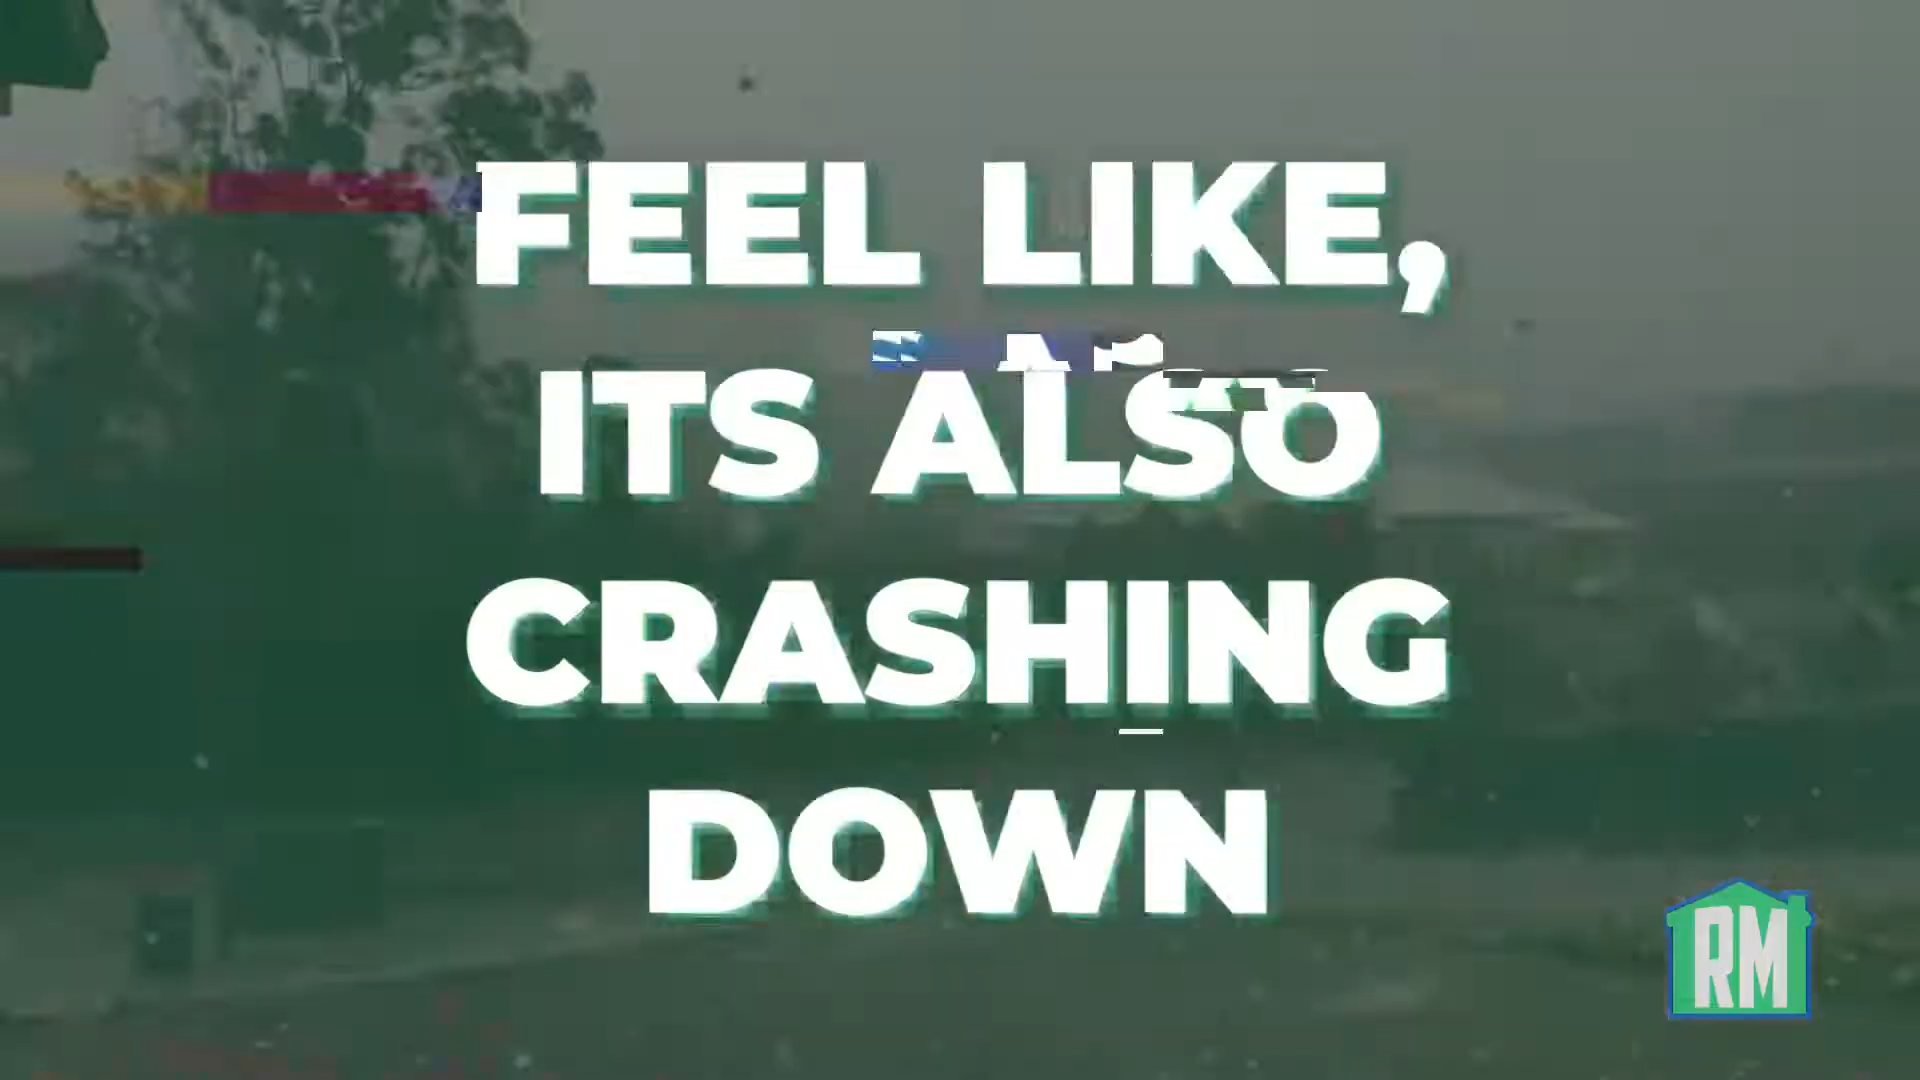 FEEL LIKE,
ITS ALSO
CRASHING
DOWN
RM